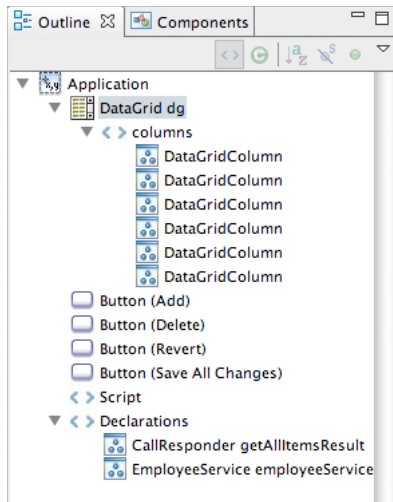 Outline Components
Application
DataGrid dg
< > columns
DataGridColumn
DataGridColumn
DataGridColumn
DataGridColumn
DataGridColumn
DataGridColumn
Button (Add)
Button (Delete)
Button (Revert)
Button (Save All Changes)
< > Script
< > Declarations
CallResponder getAllItemsResult
EmployeeService employeeService